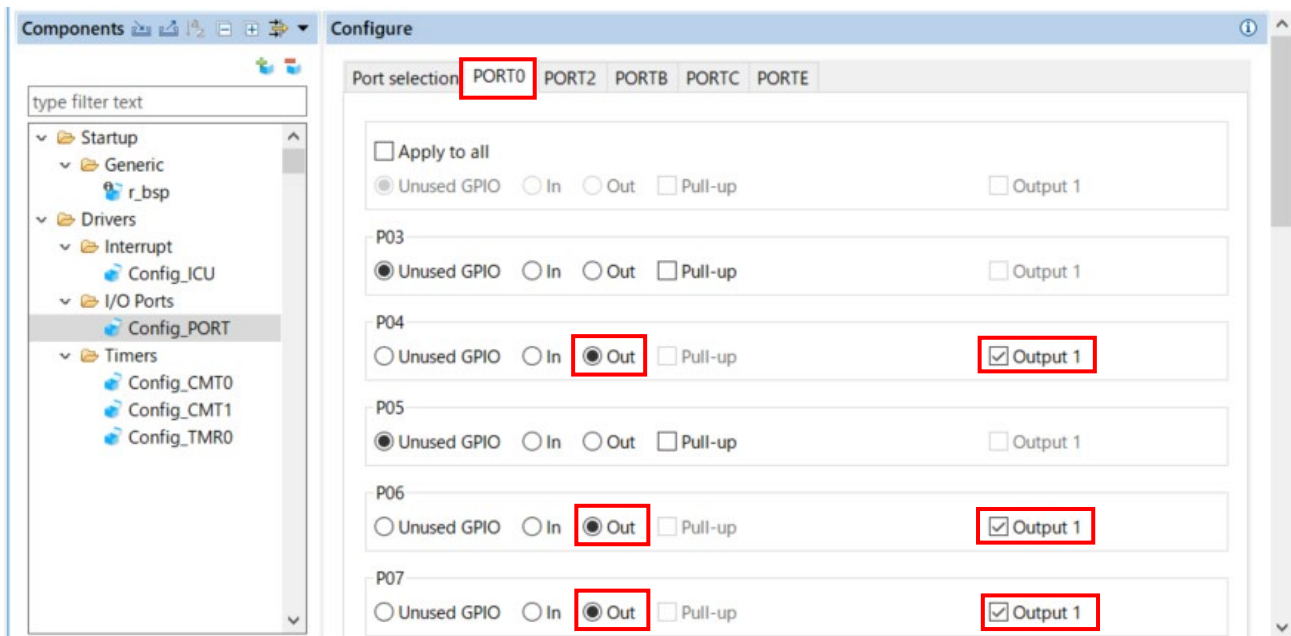 Components
type filter text
Startup
Generic
r_bsp
Drivers
Interrupt
Config_ICU
I/O Ports
Config_PORT
Timers
Config_CMT0
Config_CMT1
Config_TMR0
Configure
Port selection PORT0 PORT2 PORTB PORTC PORTE
Apply to all
Unused GPIO In Out Pull-up Output 1
P03
Unused GPIO In Out Pull-up Output 1
P04
Unused GPIO In Out Pull-up Output 1
P05
Unused GPIO In Out Pull-up Output 1
P06
Unused GPIO In Out Pull-up Output 1
P07
Unused GPIO In Out Pull-up Output 1